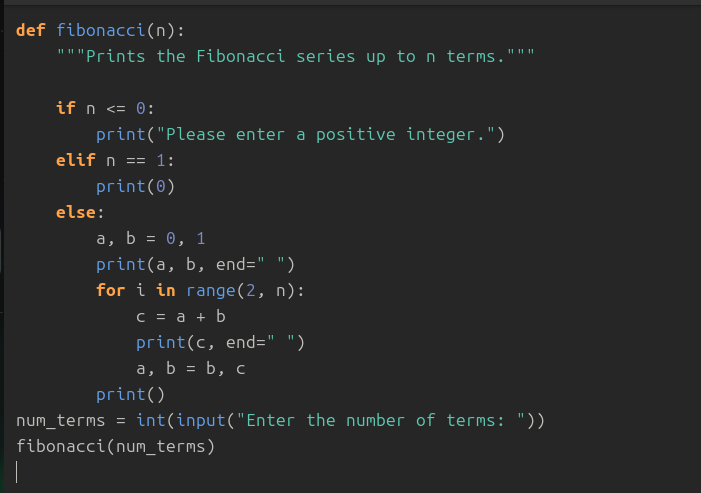 def fibonacci(n):
    """Prints the Fibonacci series up to n terms."""

    if n <= 0:
        print("Please enter a positive integer.")
    elif n == 1:
        print(0)
    else:
        a, b = 0, 1
        print(a, b, end=" ")
        for i in range(2, n):
            c = a + b
            print(c, end=" ")
            a, b = b, c
        print()
num_terms = int(input("Enter the number of terms: "))
fibonacci(num_terms)